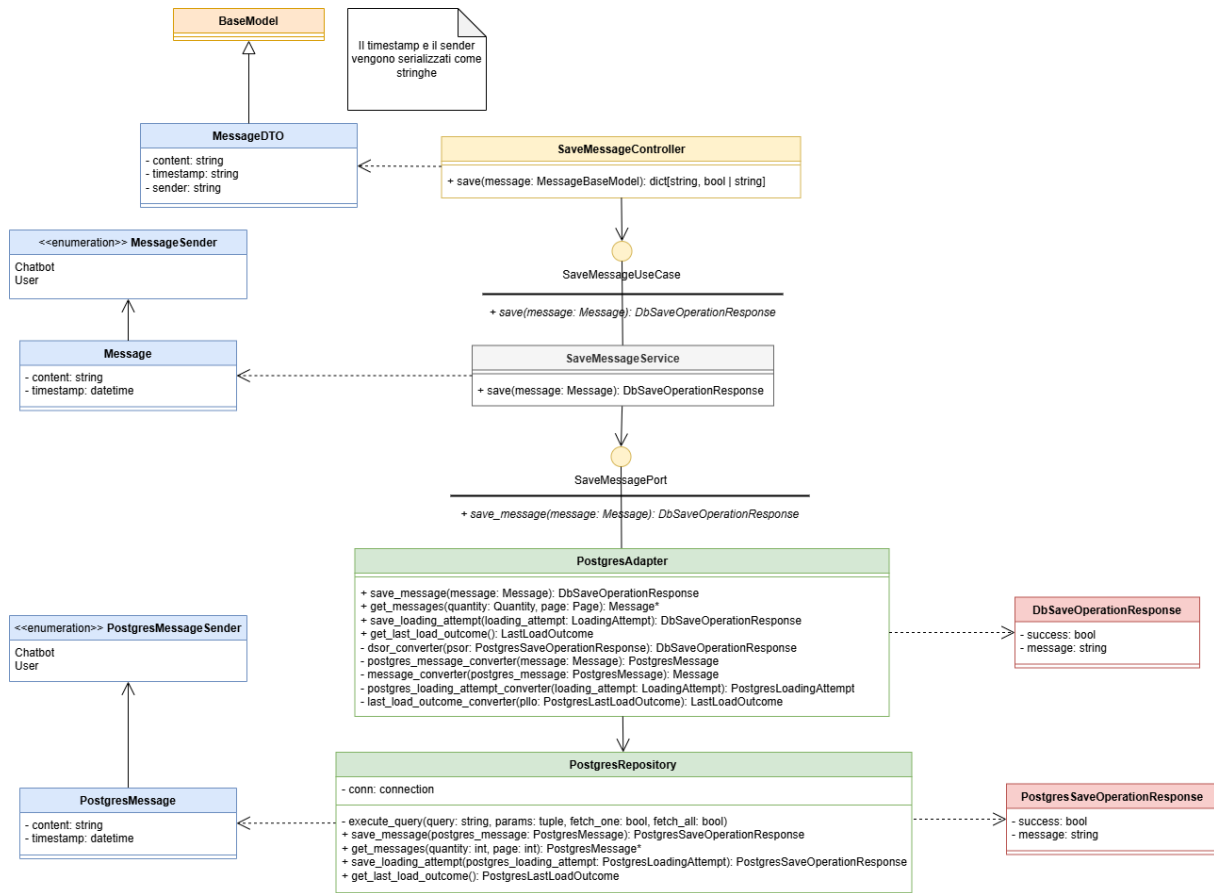 BaseModel
Il timestamp e il sender
vengono serializzati come
stringhe
MessageDTO
- content: string
- timestamp: string
- sender: string
SaveMessageController
+ save(message: MessageBaseModel): dict[string, bool | string]
<<enumeration>> MessageSender
Chatbot
User
SaveMessageUseCase
+ save(message: Message): DbSaveOperationResponse
Message
- content: string
- timestamp: datetime
SaveMessageService
+ save(message: Message): DbSaveOperationResponse
SaveMessagePort
+ save_message(message: Message): DbSaveOperationResponse
PostgresAdapter
+ save_message(message: Message): DbSaveOperationResponse
+ get_messages(quantity: Quantity, page: Page): Message*
+ save_loading_attempt(loading_attempt: LoadingAttempt): DbSaveOperationResponse
+ get_last_load_outcome(): LastLoadOutcome
- dsor_converter(psor: PostgresSaveOperationResponse): DbSaveOperationResponse
- postgres_message_converter(message: Message): PostgresMessage
- message_converter(postgres_message: PostgresMessage): Message
- postgres_loading_attempt_converter(loading_attempt: LoadingAttempt): PostgresLoadingAttempt
- last_load_outcome_converter(pllo: PostgresLastLoadOutcome): LastLoadOutcome
DbSaveOperationResponse
- success: bool
- message: string
<<enumeration>> PostgresMessageSender
Chatbot
User
PostgresRepository
- conn: connection
- execute_query(query: string, params: tuple, fetch_one: bool, fetch_all: bool)
+ save_message(postgres_message: PostgresMessage): PostgresSaveOperationResponse
+ get_messages(quantity: int, page: int): PostgresMessage*
+ save_loading_attempt(postgres_loading_attempt: PostgresLoadingAttempt): PostgresSaveOperationResponse
+ get_last_load_outcome(): PostgresLastLoadOutcome
PostgresMessage
- content: string
- timestamp: datetime
PostgresSaveOperationResponse
- success: bool
- message: string